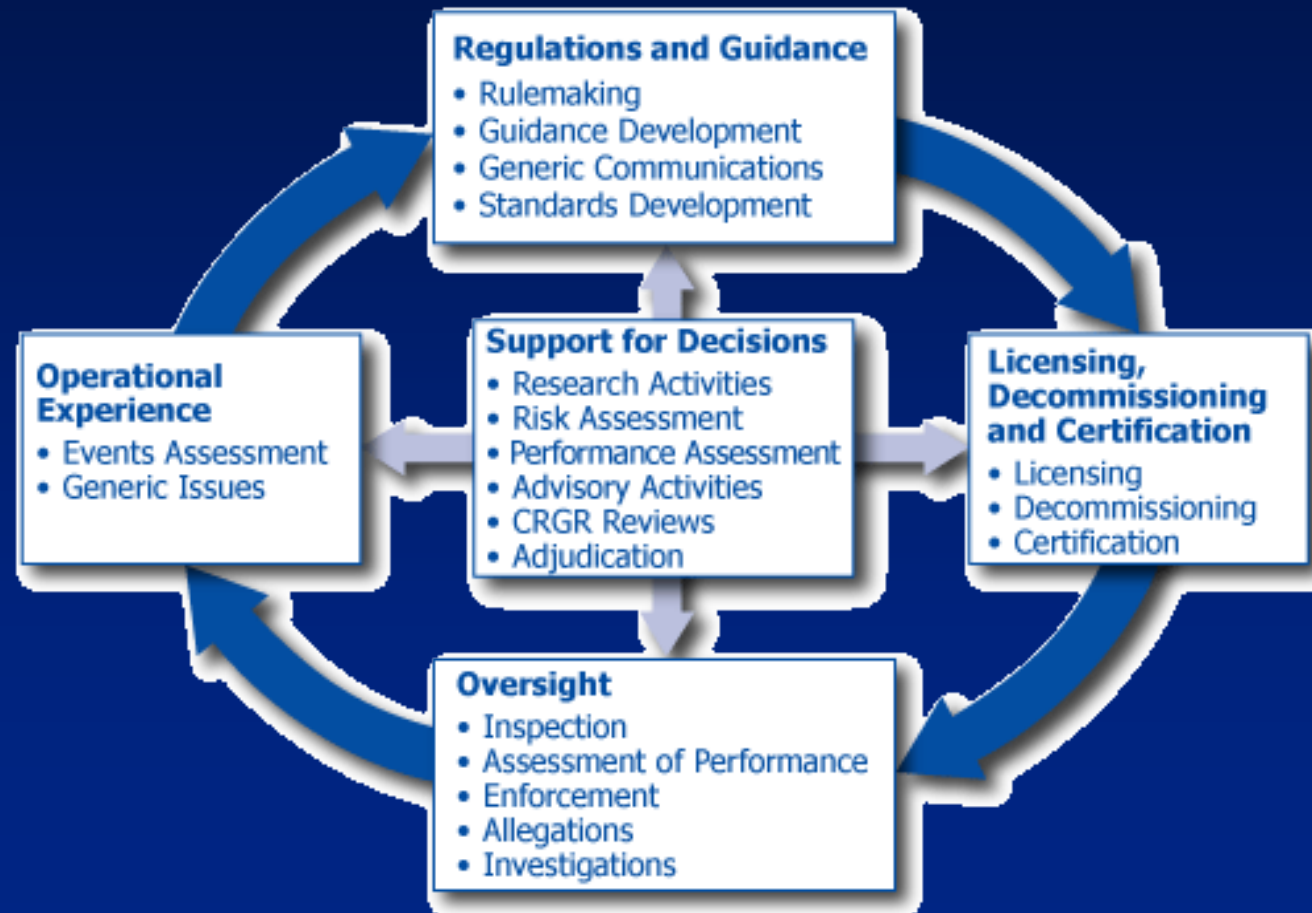 Regulations and Guidance
• Rulemaking
• Guidance Development
• Generic Communications
• Standards Development
Operational
Experience
• Events Assessment
• Generic Issues
Support for Decisions
• Research Activities
• Risk Assessment
• Performance Assessment
• Advisory Activities
• CRGR Reviews
• Adjudication
Licensing,
Decommissioning
and Certification
• Licensing
• Decommissioning
• Certification
Oversight
• Inspection
• Assessment of Performance
• Enforcement
• Allegations
• Investigations